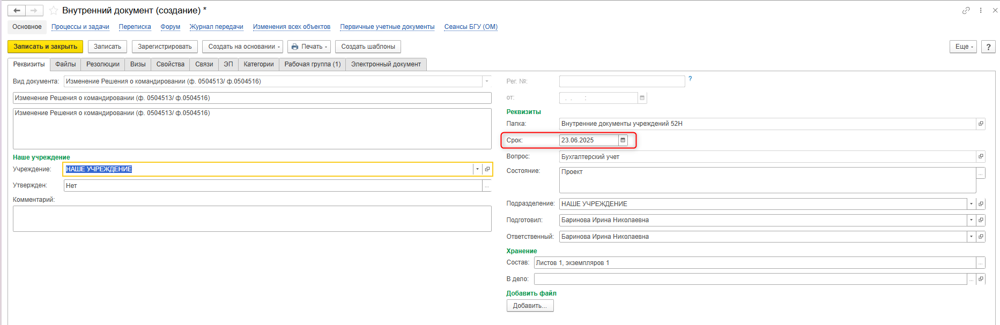 Внутренний документ (создание) *
Основное Процессы и задачи Переписка Форум Журнал передачи Изменения всех объектов Первичные учетные документы Сеансы БГУ (ОМ)
Записать и закрыть Записать Зарегистрировать Создать на основании Печать Создать шаблоны Еще ?
Реквизиты Файлы Резолюции Визы Свойства Связи ЭП Категории Рабочая группа (1) Электронный документ
Вид документа: Изменение Решения о командировании (ф. 0504513/ ф.0504516)
Изменение Решения о командировании (ф. 0504513/ ф.0504516)
Изменение Решения о командировании (ф. 0504513/ ф.0504516)
Наше учреждение
Учреждение: НАШЕ УЧРЕЖДЕНИЕ
Утвержден: Нет ...
Комментарий:
Рег. №: ?
от: . . :
Реквизиты
Папка: Внутренние документы учреждений 52Н
Срок: 23.06.2025
Вопрос: Бухгалтерский учет
Состояние: Проект ...
Подразделение: НАШЕ УЧРЕЖДЕНИЕ
Подготовил: Баринова Ирина Николаевна
Ответственный: Баринова Ирина Николаевна
Хранение
Состав: Листов 1, экземпляров 1 ...
В дело: ...
Добавить файл
Добавить...